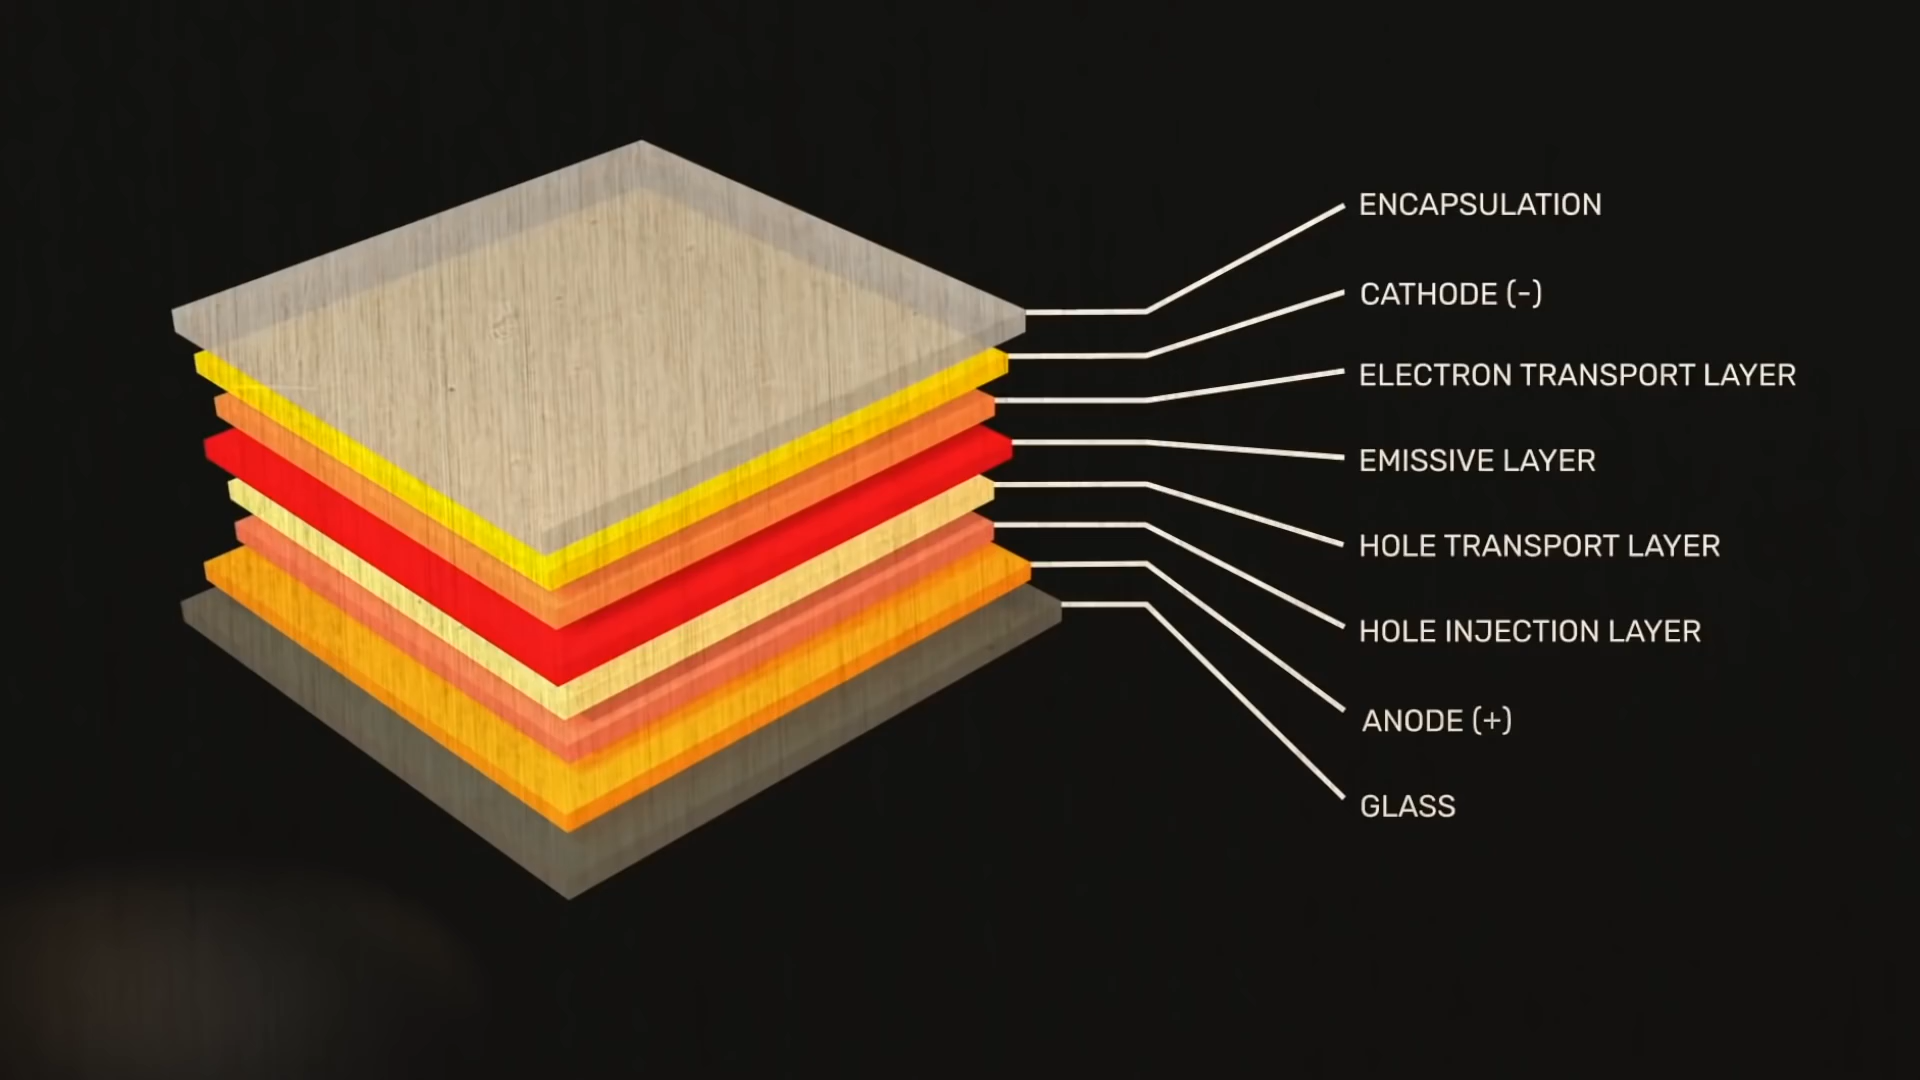 ENCAPSULATION
CATHODE (-)
ELECTRON TRANSPORT LAYER
EMISSIVE LAYER
HOLE TRANSPORT LAYER
HOLE INJECTION LAYER
ANODE (+)
GLASS